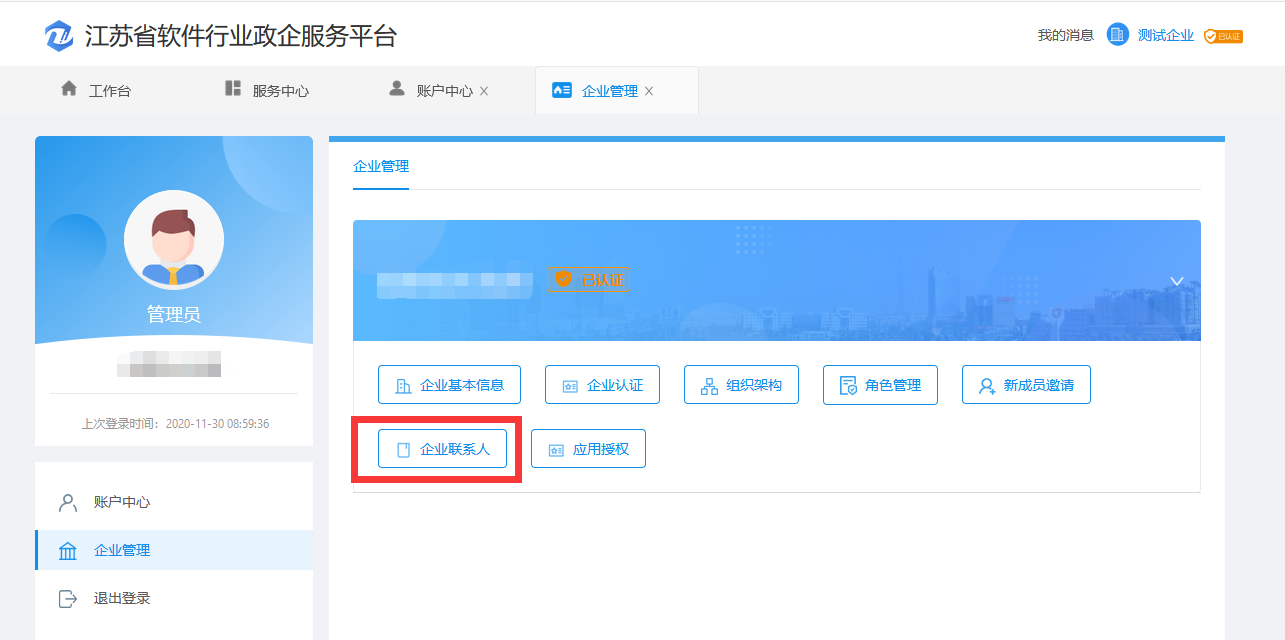 江苏省软件行业政企服务平台
我的消息 测试企业 已认证
工作台 服务中心 账户中心 × 企业管理 ×
管理员
上次登录时间：2020-11-30 08:59:36
账户中心
企业管理
退出登录
企业管理
已认证
企业基本信息 企业认证 组织架构 角色管理 新成员邀请
企业联系人 应用授权